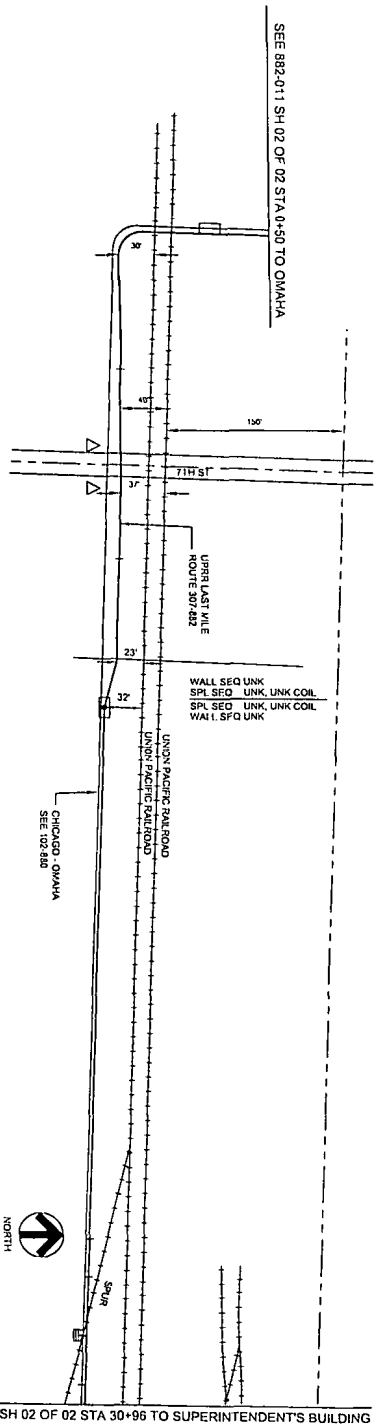 SEE 882-011 SH 02 OF 02 STA 0+50 TO OMAHA
30'
40'
150'
71H ST
37'
UPRR LAST MILE
ROUTE 307-882
23'
32'
WALL SEQ UNK
SPL SEQ UNK, UNK COIL
SPL SEQ UNK, UNK COIL
WALL SEQ UNK
UNION PACIFIC RAILROAD
UNION PACIFIC RAILROAD
CHICAGO - OMAHA
SEE 102-880
SPUR
NORTH
SH 02 OF 02 STA 30+96 TO SUPERINTENDENT'S BUILDING